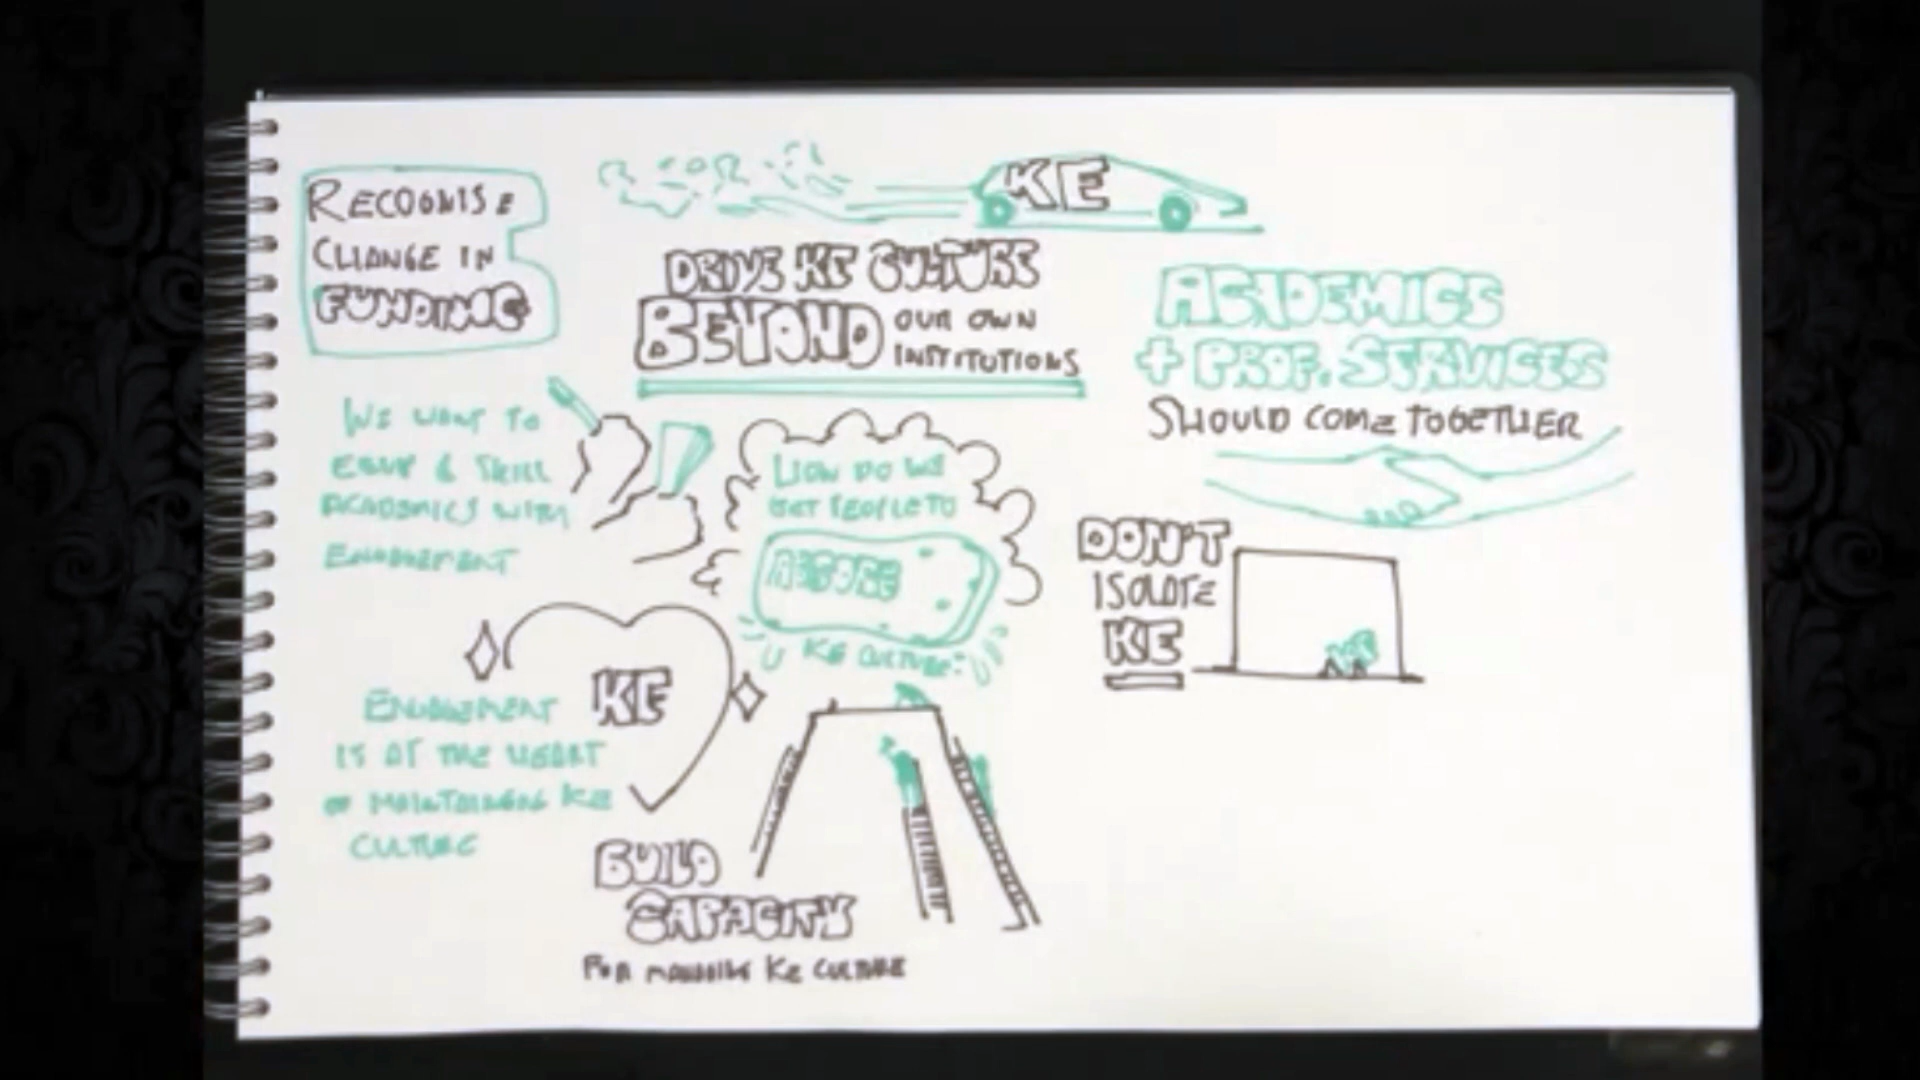 RECOGNISE
CHANGE IN
FUNDING
KE
DRIVE KE CULTURE
BEYOND OUR OWN
INSTITUTIONS
ACADEMICS
+ PROF. SERVICES
SHOULD COME TOGETHER
WE WANT TO
EQUIP & SKILL
ACADEMICS WITH
ENGAGEMENT
HOW DO WE
GET PEOPLE TO
ABSORB
KE CULTURE?
DON'T
ISOLATE
KE
KE
KE
ENGAGEMENT
IS AT THE HEART
OF MAINTAINING KE
CULTURE
BUILD
CAPACITY
FOR MANAGING KE CULTURE